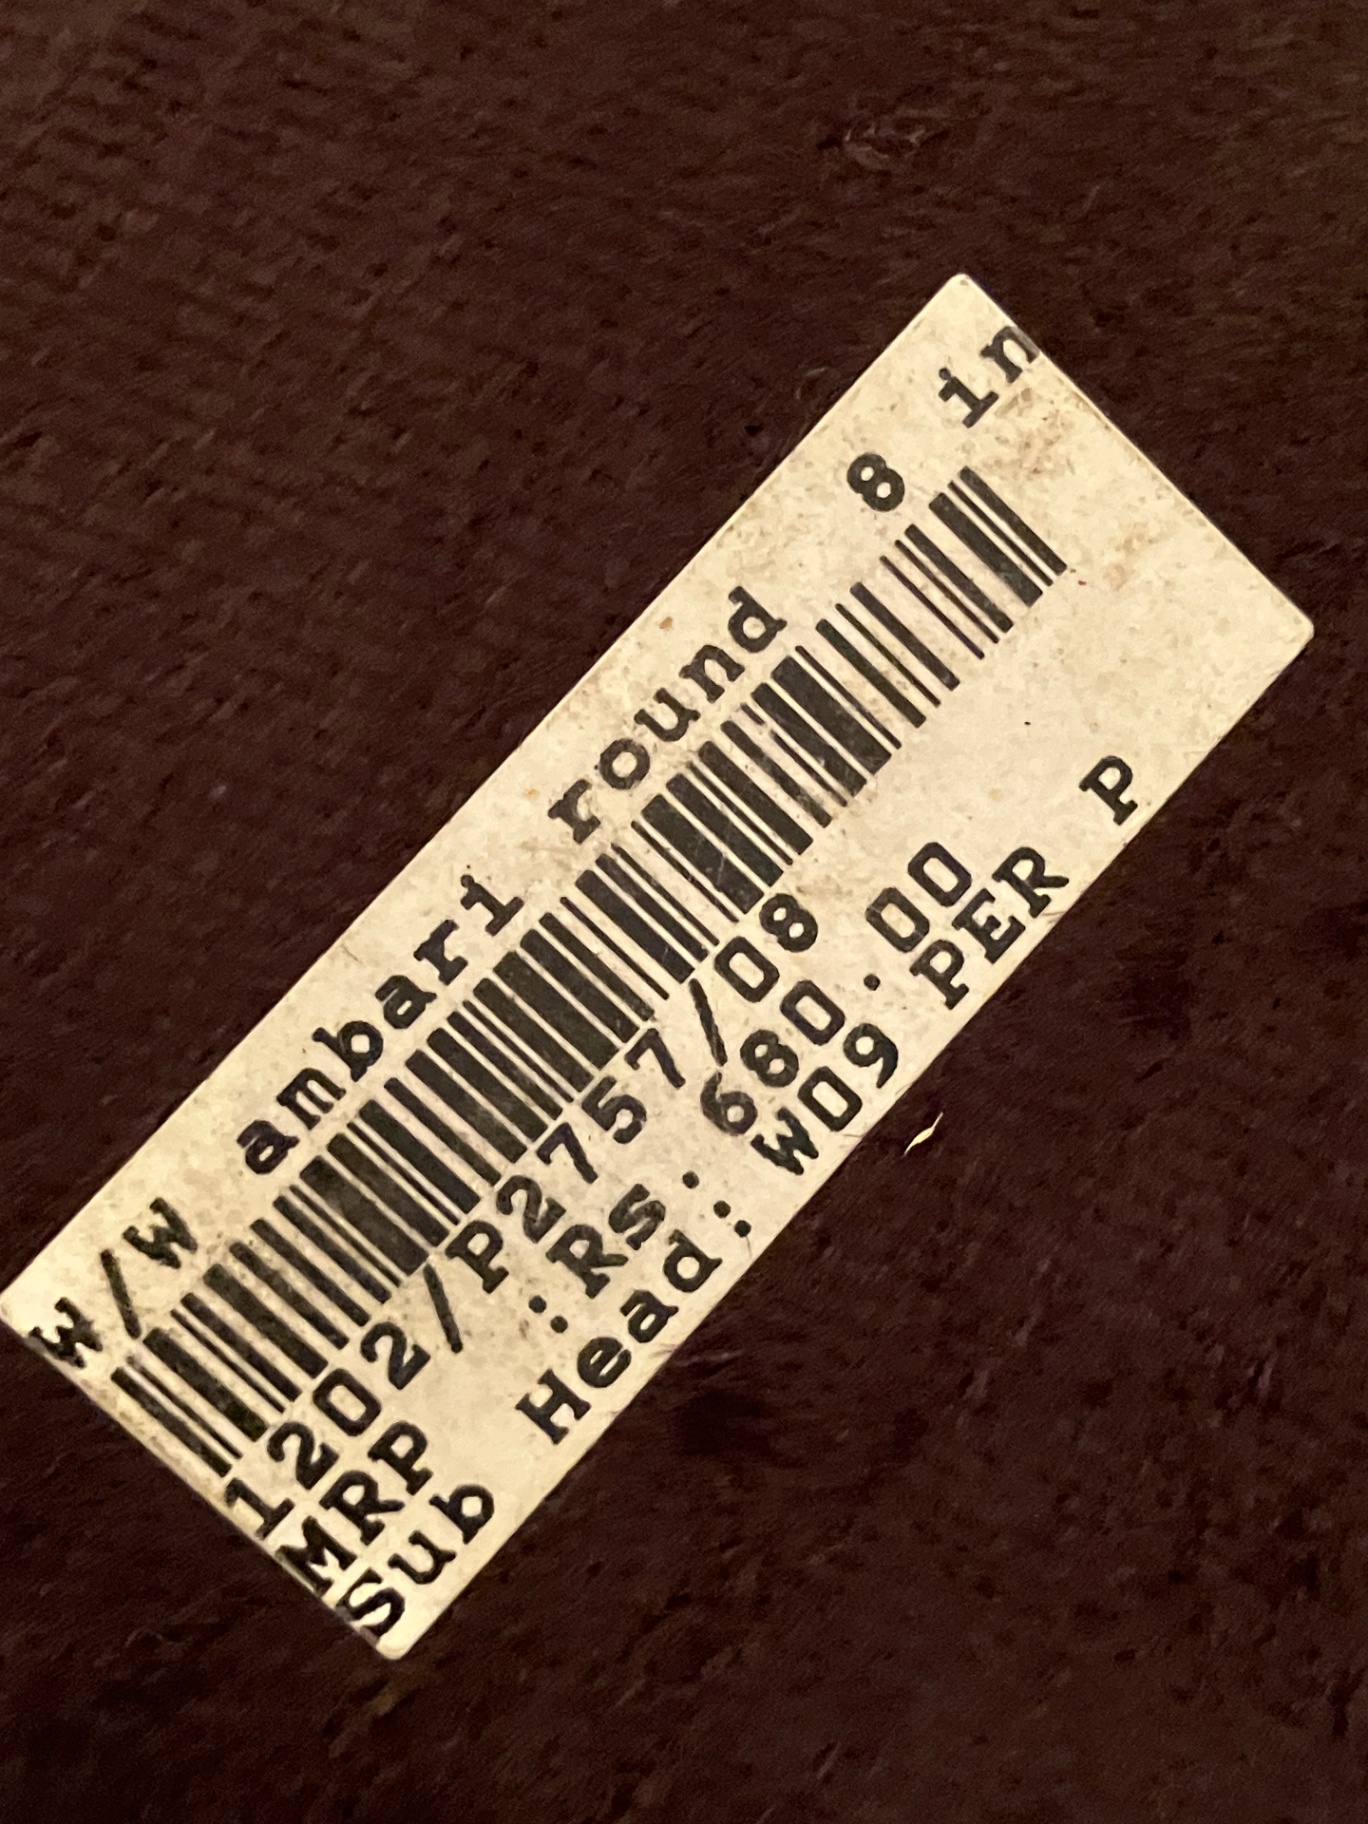 W/W ambari round 8 in
1202/P2757/08
MRP :RS. 680.00
Sub Head: W09 PER P